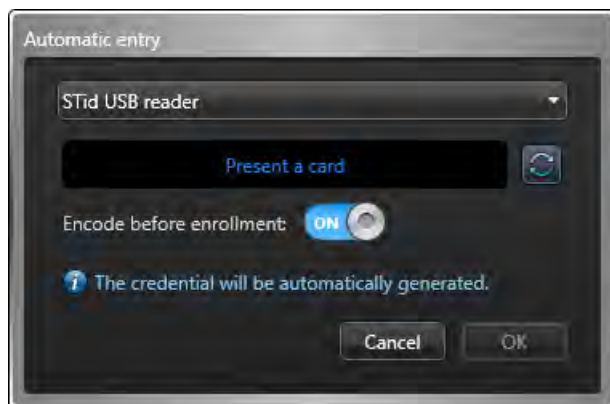 Automatic entry
STid USB reader
Present a card
Encode before enrollment: ON
The credential will be automatically generated.
Cancel OK